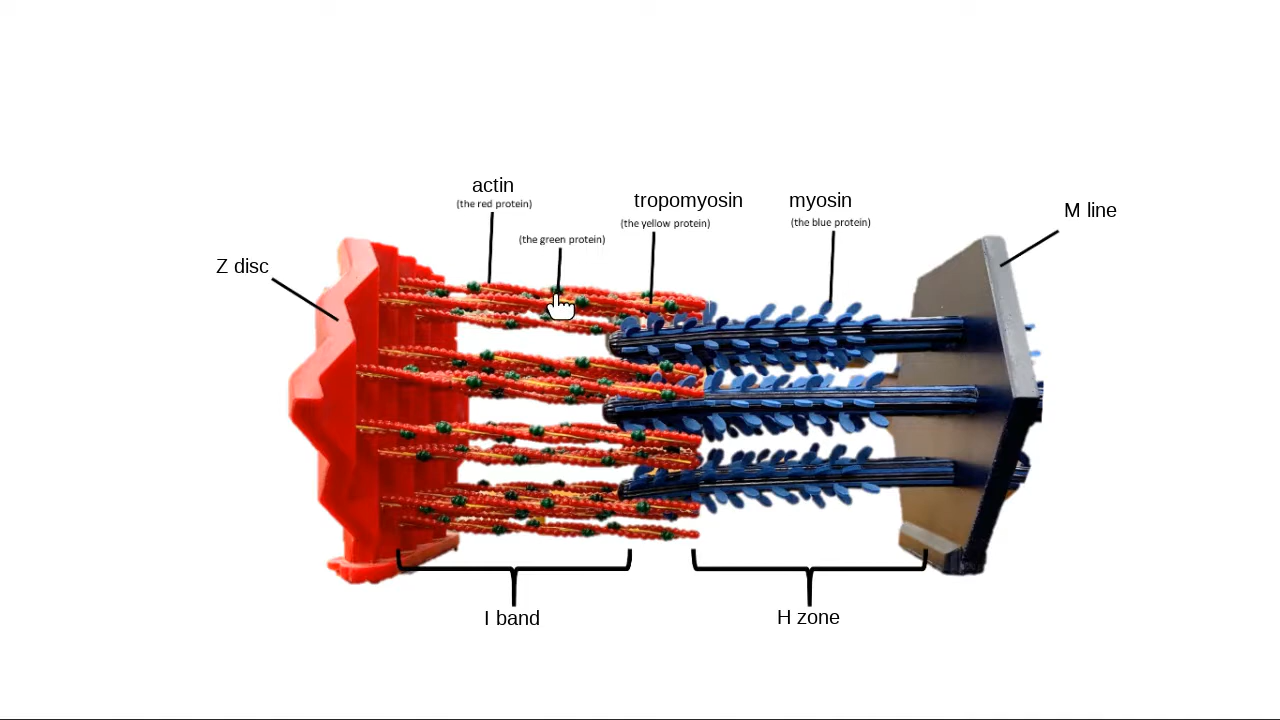 actin
(the red protein)
tropomyosin
myosin
(the yellow protein)
(the blue protein)
M line
(the green protein)
Z disc
I band
H zone